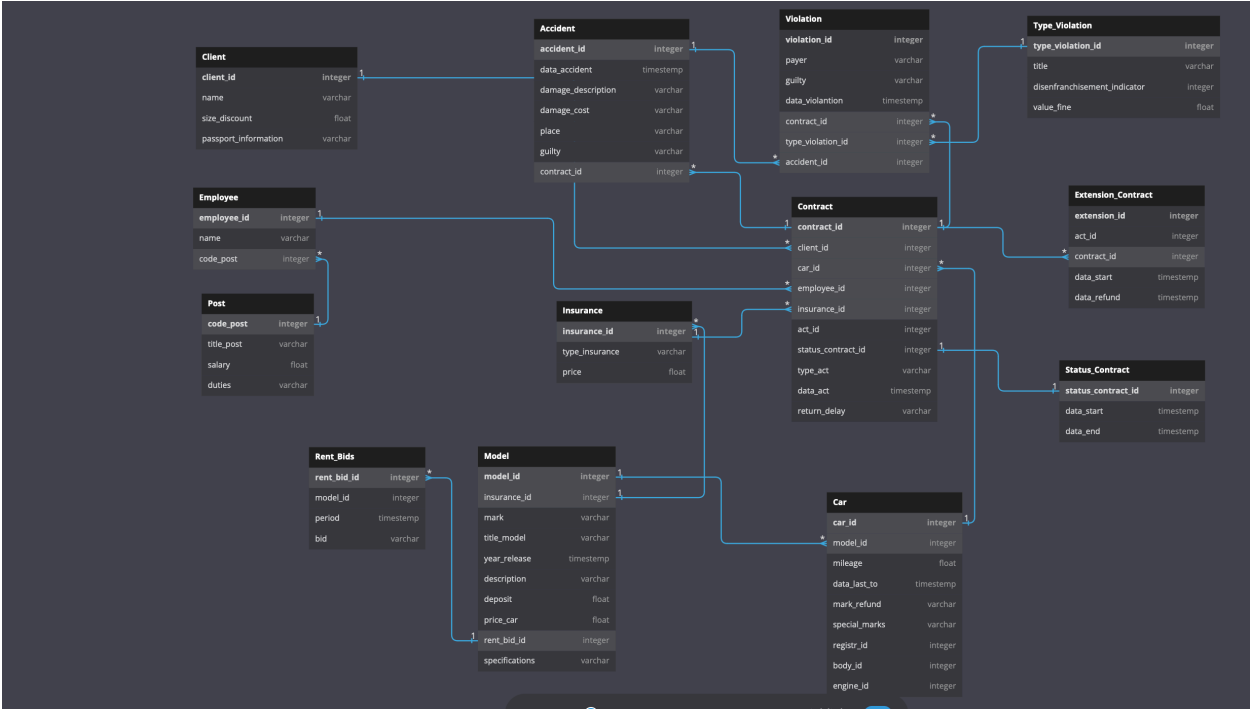 Client
client_id integer
name varchar
size_discount float
passport_information varchar
Accident
accident_id integer
data_accident timestemp
damage_description varchar
damage_cost varchar
place varchar
guilty varchar
contract_id integer
Violation
violation_id integer
payer varchar
guilty varchar
data_violantion timestemp
contract_id integer
type_violation_id integer
accident_id integer
Type_Violation
type_violation_id integer
title varchar
disenfranchisement_indicator integer
value_fine float
Employee
employee_id integer
name varchar
code_post integer
Post
code_post integer
title_post varchar
salary float
duties varchar
Insurance
insurance_id integer
type_insurance varchar
price float
Contract
contract_id integer
client_id integer
car_id integer
employee_id integer
insurance_id integer
act_id integer
status_contract_id integer
type_act varchar
data_act timestemp
return_delay varchar
Extension_Contract
extension_id integer
act_id integer
contract_id integer
data_start timestemp
data_refund timestemp
Status_Contract
status_contract_id integer
data_start timestemp
data_end timestemp
Rent_Bids
rent_bid_id integer
model_id integer
period timestemp
bid varchar
Model
model_id integer
insurance_id integer
mark varchar
title_model varchar
year_release timestemp
description varchar
deposit float
price_car float
rent_bid_id integer
specifications varchar
Car
car_id integer
model_id integer
mileage float
data_last_to timestemp
mark_refund varchar
special_marks varchar
registr_id integer
body_id integer
engine_id integer